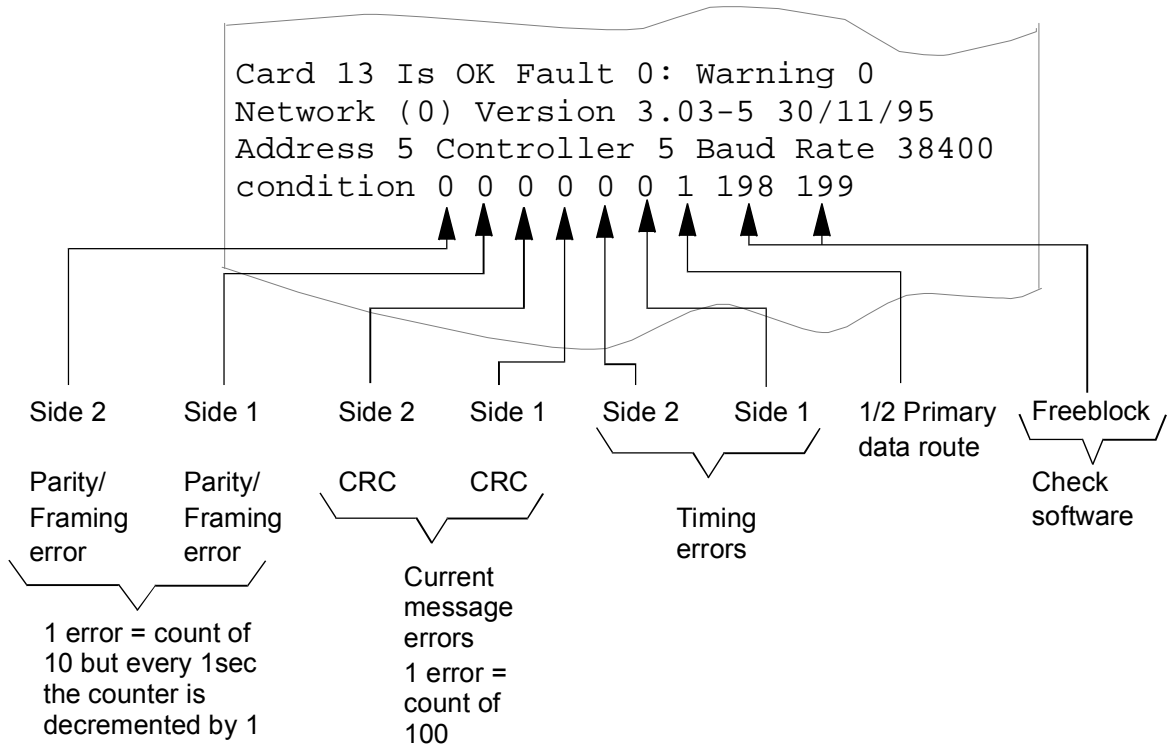 Card 13 Is OK Fault 0: Warning 0
Network (0) Version 3.03-5 30/11/95
Address 5 Controller 5 Baud Rate 38400
condition 0 0 0 0 0 0 1 198 199
Side 2
Side 1
Side 2
Side 1
Side 2
Side 1
1/2 Primary
data route
Freeblock
Parity/
Framing
error
Parity/
Framing
error
CRC
CRC
Timing
errors
Check
software
1 error = count of
10 but every 1sec
the counter is
decremented by 1
Current
message
errors
1 error =
count of
100